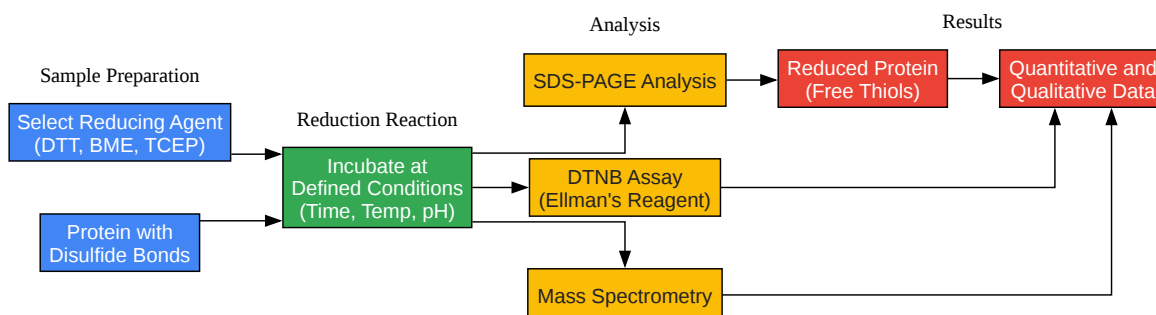 Sample Preparation
Select Reducing Agent
(DTT, BME, TCEP)
Protein with
Disulfide Bonds
Reduction Reaction
Incubate at
Defined Conditions
(Time, Temp, pH)
Analysis
SDS-PAGE Analysis
DTNB Assay
(Ellman's Reagent)
Mass Spectrometry
Results
Reduced Protein
(Free Thiols)
Quantitative and
Qualitative Data